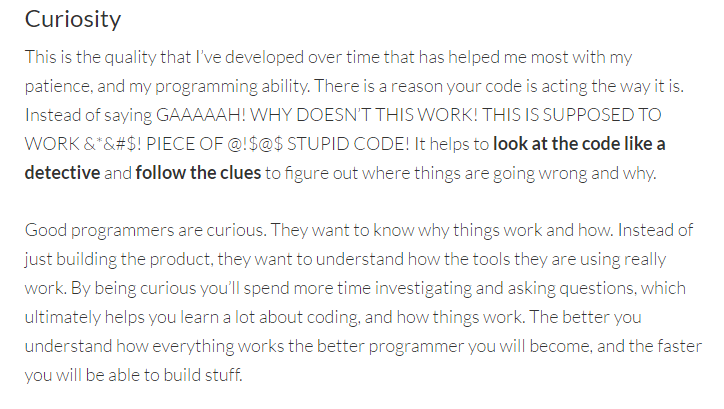 Curiosity
This is the quality that I've developed over time that has helped me most with my
patience, and my programming ability. There is a reason your code is acting the way it is.
Instead of saying GAAAAAH! WHY DOESN'T THIS WORK! THIS IS SUPPOSED TO
WORK &*&#$! PIECE OF @!$@$ STUPID CODE! It helps to look at the code like a
detective and follow the clues to figure out where things are going wrong and why.
Good programmers are curious. They want to know why things work and how. Instead of
just building the product, they want to understand how the tools they are using really
work. By being curious you'll spend more time investigating and asking questions, which
ultimately helps you learn a lot about coding, and how things work. The better you
understand how everything works the better programmer you will become, and the faster
you will be able to build stuff.